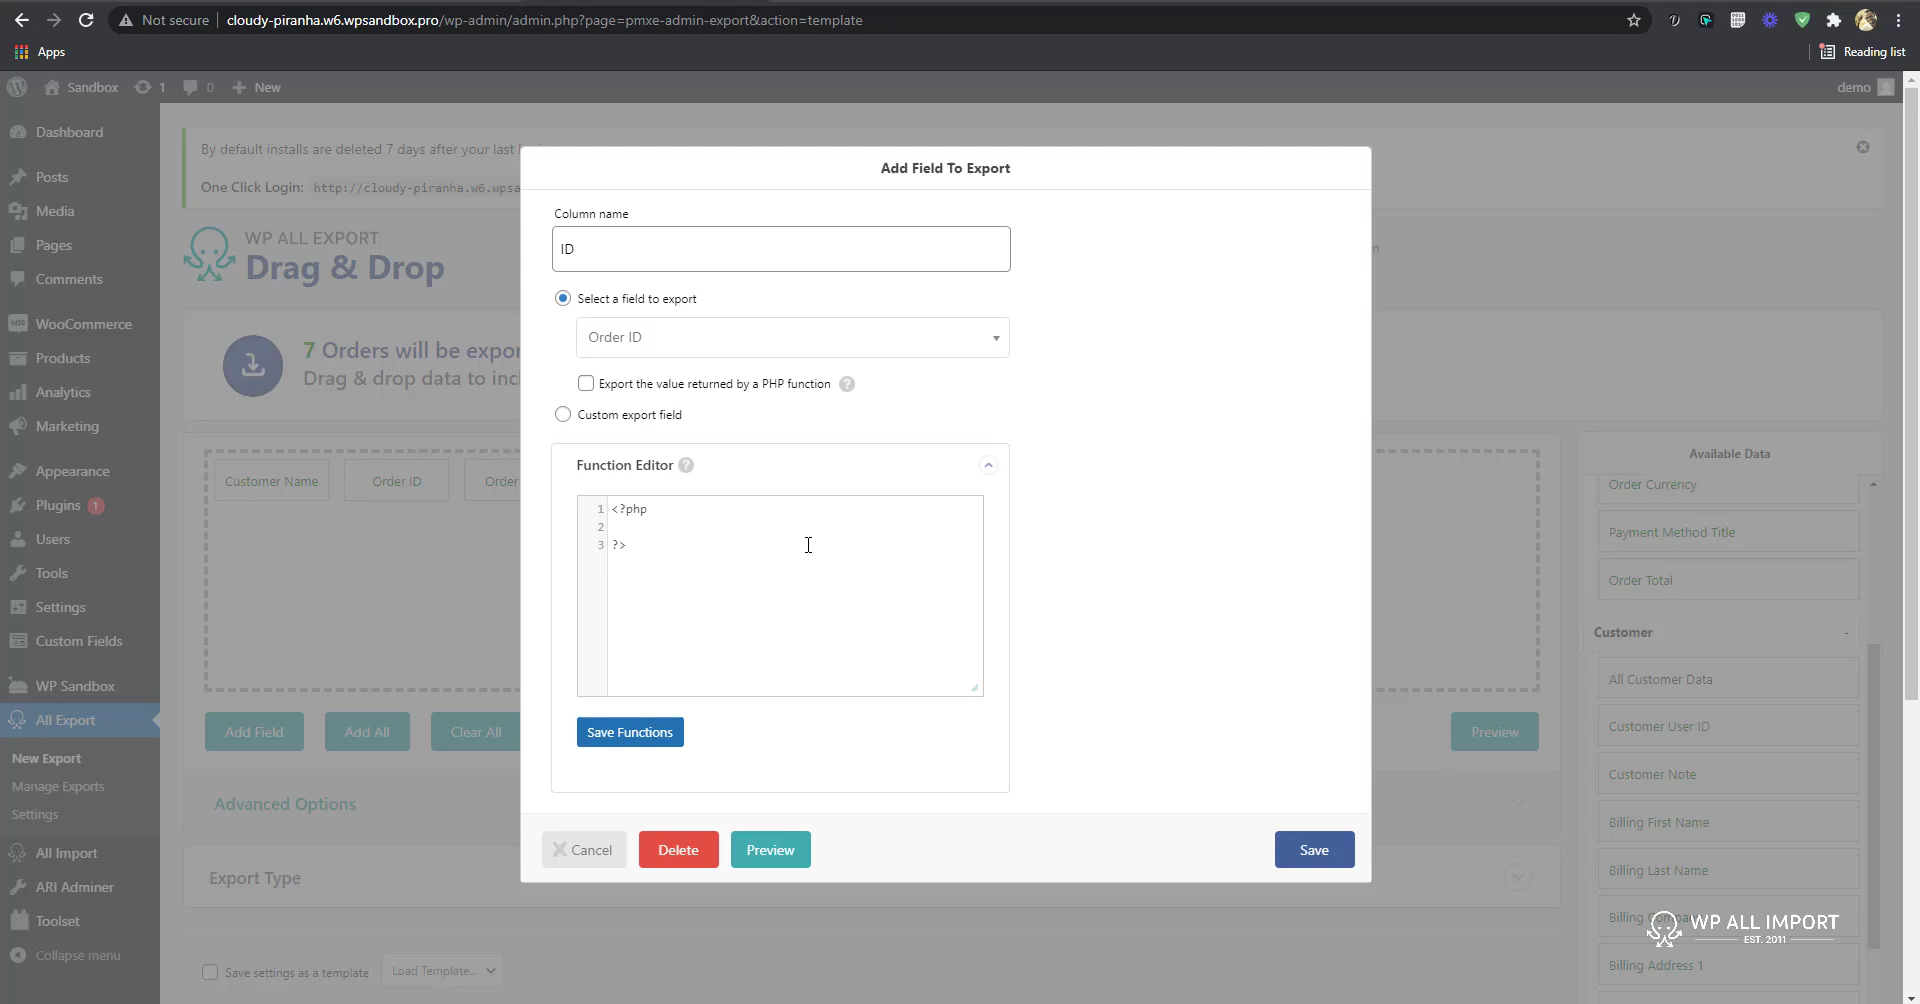 Not secure
cloudy-piranha.w6.wpsandbox.pro/wp-admin/admin.php?page=pmxe-admin-export&action=template
Apps
Reading list
Sandbox
1
0
New
demo
Dashboard
Posts
Media
Pages
Comments
WooCommerce
Products
Analytics
Marketing
Appearance
Plugins 1
Users
Tools
Settings
Custom Fields
WP Sandbox
All Export
New Export
Manage Exports
Settings
All Import
ARI Adminer
Toolset
Collapse menu
By default installs are deleted 7 days after your last
One Click Login: http://cloudy-piranha.w6.wpsa
WP ALL EXPORT
Drag & Drop
7 Orders will be expor
Drag & drop data to incl
Customer Name
Order ID
Order
Add Field
Add All
Clear All
Preview
Advanced Options
Export Type
Save settings as a template
Load Template...
Add Field To Export
Column name
ID
Select a field to export
Order ID
Export the value returned by a PHP function ?
Custom export field
Function Editor ?
1 <?php
2
3 ?>
Save Functions
Cancel
Delete
Preview
Save
Available Data
Order Currency
Payment Method Title
Order Total
Customer -
All Customer Data
Customer User ID
Customer Note
Billing First Name
Billing Last Name
Billing
Billing Address 1
WP ALL IMPORT
EST. 2011